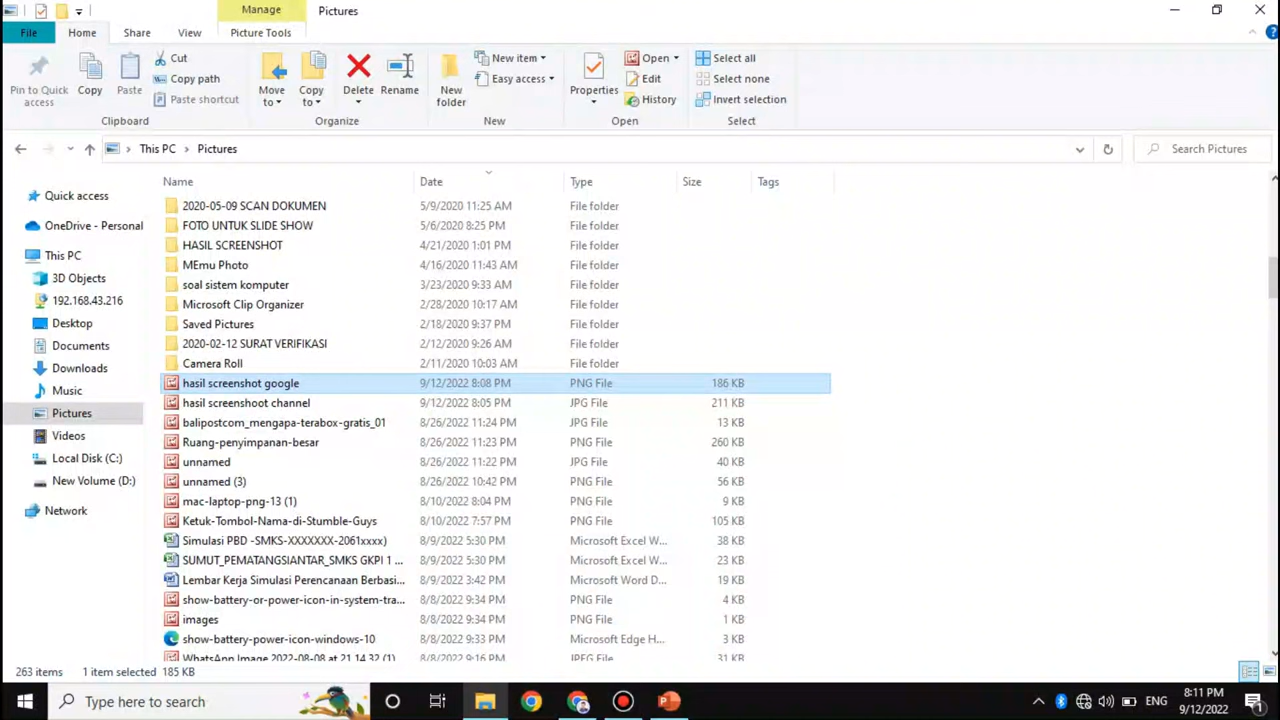 Manage Pictures
File Home Share View Picture Tools
Cut New item Open Select all
Copy path Easy access Edit Select none
Pin to Quick access Copy Paste Paste shortcut Move to Copy to Delete Rename New folder Properties History Invert selection
Clipboard Organize New Open Select
This PC Pictures Search Pictures
Name Date Type Size Tags
Quick access
OneDrive - Personal
This PC
3D Objects
192.168.43.216
Desktop
Documents
Downloads
Music
Pictures
Videos
Local Disk (C:)
New Volume (D:)
Network
2020-05-09 SCAN DOKUMEN 5/9/2020 11:25 AM File folder
FOTO UNTUK SLIDE SHOW 5/6/2020 8:25 PM File folder
HASIL SCREENSHOT 4/21/2020 1:01 PM File folder
MEmu Photo 4/16/2020 11:43 AM File folder
soal sistem komputer 3/23/2020 9:33 AM File folder
Microsoft Clip Organizer 2/28/2020 10:17 AM File folder
Saved Pictures 2/18/2020 9:37 PM File folder
2020-02-12 SURAT VERIFIKASI 2/12/2020 9:26 AM File folder
Camera Roll 2/11/2020 10:03 AM File folder
hasil screenshot google 9/12/2022 8:08 PM PNG File 186 KB
hasil screenshoot channel 9/12/2022 8:05 PM JPG File 211 KB
balipostcom_mengapa-terabox-gratis_01 8/26/2022 11:24 PM JPG File 13 KB
Ruang-penyimpanan-besar 8/26/2022 11:23 PM PNG File 260 KB
unnamed 8/26/2022 11:22 PM JPG File 40 KB
unnamed (3) 8/26/2022 10:42 PM PNG File 56 KB
mac-laptop-png-13 (1) 8/10/2022 8:04 PM PNG File 9 KB
Ketuk-Tombol-Nama-di-Stumble-Guys 8/10/2022 7:57 PM PNG File 105 KB
Simulasi PBD -SMKS-XXXXXXX-2061xxxx) 8/9/2022 5:30 PM Microsoft Excel W... 38 KB
SUMUT_PEMATANGSIANTAR_SMKS GKPI 1 ... 8/9/2022 5:30 PM Microsoft Excel W... 23 KB
Lembar Kerja Simulasi Perencanaan Berbasi... 8/9/2022 3:42 PM Microsoft Word D... 19 KB
show-battery-or-power-icon-in-system-tra... 8/8/2022 9:34 PM PNG File 4 KB
images 8/8/2022 9:34 PM PNG File 1 KB
show-battery-power-icon-windows-10 8/8/2022 9:33 PM Microsoft Edge H... 3 KB
WhatsApp Image 2022-08-08 at 21.14.32 (1) 8/8/2022 9:16 PM JPEG File 31 KB
263 items 1 item selected 185 KB
Type here to search ENG 8:11 PM
9/12/2022 1